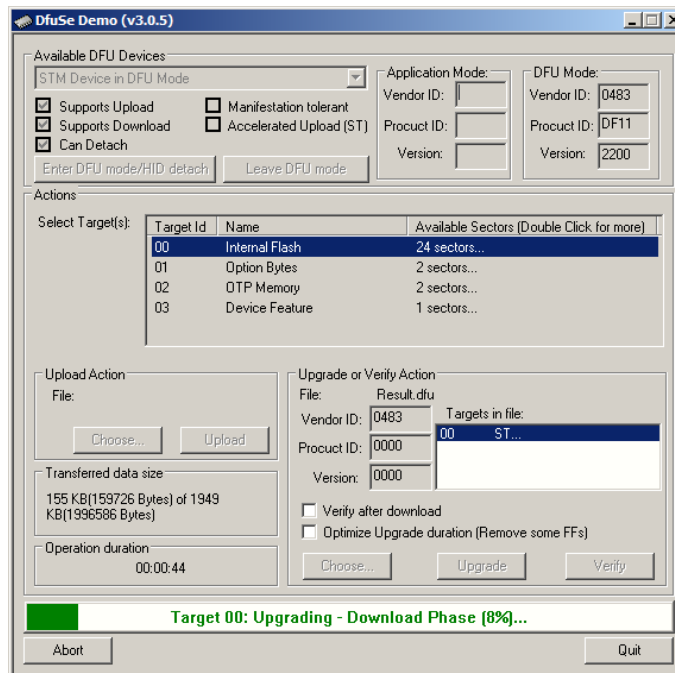 DfuSe Demo (v3.0.5)
Available DFU Devices
STM Device in DFU Mode
Supports Upload
Manifestation tolerant
Supports Download
Accelerated Upload (ST)
Can Detach
Enter DFU mode/HID detach
Leave DFU mode
Application Mode:
Vendor ID:
Procuct ID:
Version:
DFU Mode:
Vendor ID: 0483
Procuct ID: DF11
Version: 2200
Actions
Select Target(s):
Target Id Name Available Sectors (Double Click for more)
00 Internal Flash 24 sectors...
01 Option Bytes 2 sectors...
02 OTP Memory 2 sectors...
03 Device Feature 1 sectors...
Upload Action
File:
Choose...
Upload
Transferred data size
155 KB(159726 Bytes) of 1949
KB(1996586 Bytes)
Operation duration
00:00:44
Upgrade or Verify Action
File: Result.dfu
Vendor ID: 0483
Procuct ID: 0000
Version: 0000
Targets in file:
00 ST...
Verify after download
Optimize Upgrade duration (Remove some FFs)
Choose...
Upgrade
Verify
Target 00: Upgrading - Download Phase (8%)...
Abort
Quit